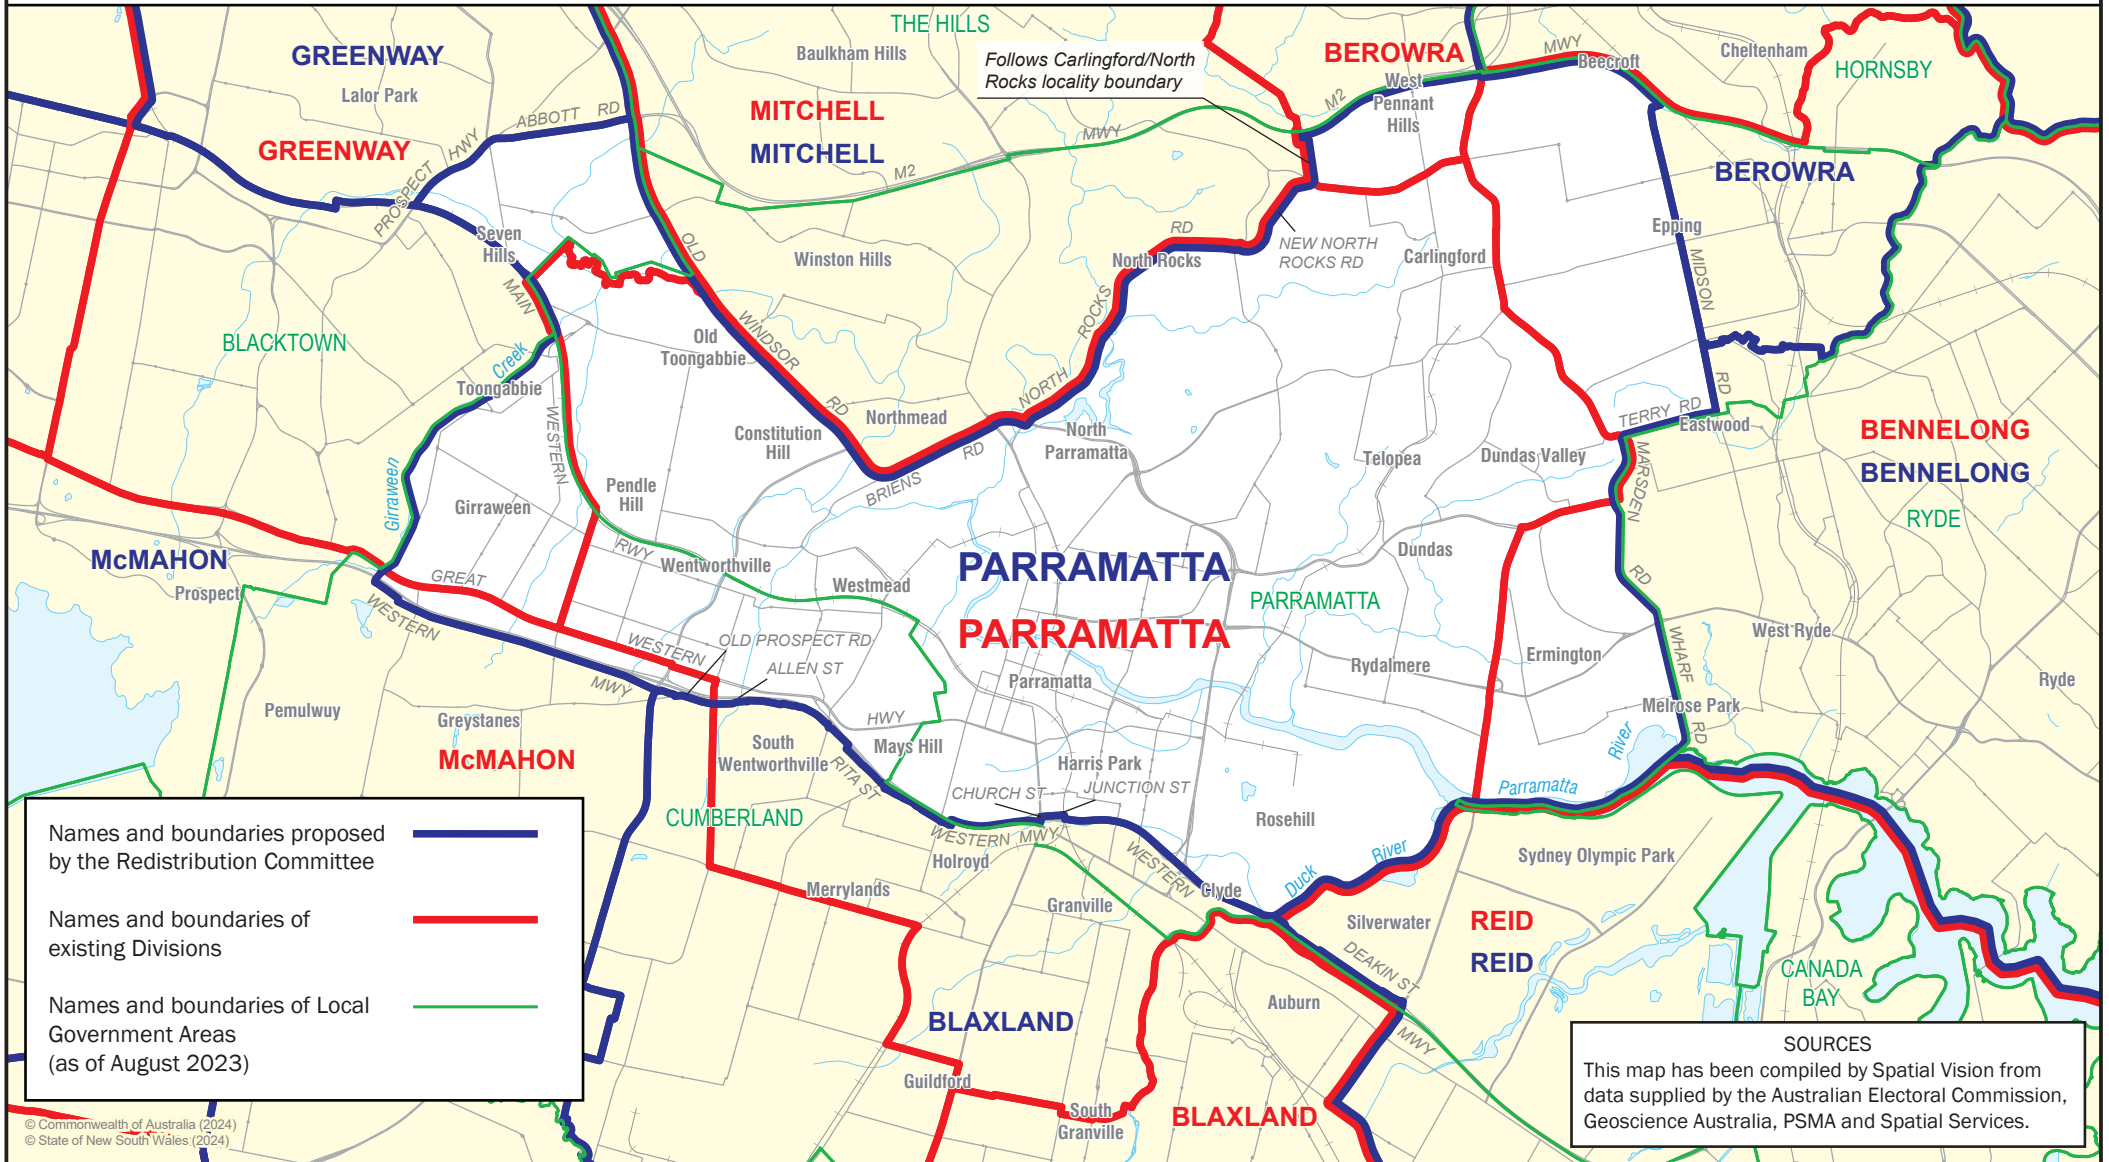 THE HILLS
GREENWAY
Baulkham Hills
Follows Carlingford/North
Rocks locality boundary
BEROWRA
MWY
Beecroft
Cheltenham
HORNSBY
Lalor Park
ABBOTT RD
MITCHELL
West
Pennant
Hills
M2
GREENWAY
HWY
PROSPECT
MITCHELL
MWY
M2
BEROWRA
Seven
Hills
OLD
Winston Hills
RD
North Rocks
NEW NORTH
ROCKS RD
Carlingford
Epping
MIDSON
MAIN
BLACKTOWN
Creek
Toongabbie
Old
Toongabbie
WINDSOR
ROCKS
NORTH
RD
RD
Northmead
Constitution
Hill
WESTERN
North
Parramatta
RD
BRIENS
Telopea
Dundas Valley
TERRY RD
Eastwood
MARSDEN
BENNELONG
BENNELONG
RYDE
Girraween
Girraween
Pendle
Hill
RWY
Wentworthville
Westmead
PARRAMATTA
PARRAMATTA
PARRAMATTA
Dundas
RD
McMAHON
Prospect
GREAT
WESTERN
WESTERN
OLD PROSPECT RD
ALLEN ST
MWY
Parramatta
Rydalmere
Ermington
West Ryde
WHARF
Ryde
Pemulwuy
Greystanes
McMAHON
South
Wentworthville
HWY
Mays Hill
RITA ST
Harris Park
CHURCH ST
JUNCTION ST
Melrose Park
RD
River
Parramatta
CUMBERLAND
WESTERN MWY
Holroyd
WESTERN
Rosehill
Duck
River
Sydney Olympic Park
Merrylands
Granville
Clyde
Silverwater
REID
REID
DEAKIN ST
CANADA
BAY
BLAXLAND
Auburn
MWY
Guildford
South
Granville
BLAXLAND
Names and boundaries proposed
by the Redistribution Committee
Names and boundaries of
existing Divisions
Names and boundaries of Local
Government Areas
(as of August 2023)
© Commonwealth of Australia (2024)
© State of New South Wales (2024)
SOURCES
This map has been compiled by Spatial Vision from
data supplied by the Australian Electoral Commission,
Geoscience Australia, PSMA and Spatial Services.